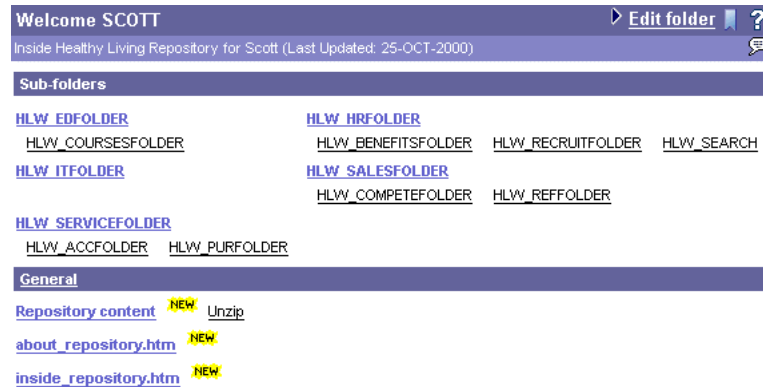 Welcome SCOTT Edit folder ?
Inside Healthy Living Repository for Scott (Last Updated: 25-OCT-2000)
Sub-folders
HLW_EDFOLDER HLW_HRFOLDER
HLW_COURSESFOLDER HLW_BENEFITSFOLDER HLW_RECRUITFOLDER HLW_SEARCH
HLW_ITFOLDER HLW_SALESFOLDER
HLW_COMPETEFOLDER HLW_REFFOLDER
HLW_SERVICEFOLDER
HLW_ACCFOLDER HLW_PURFOLDER
General
Repository content NEW Unzip
about_repository.htm NEW
inside_repository.htm NEW